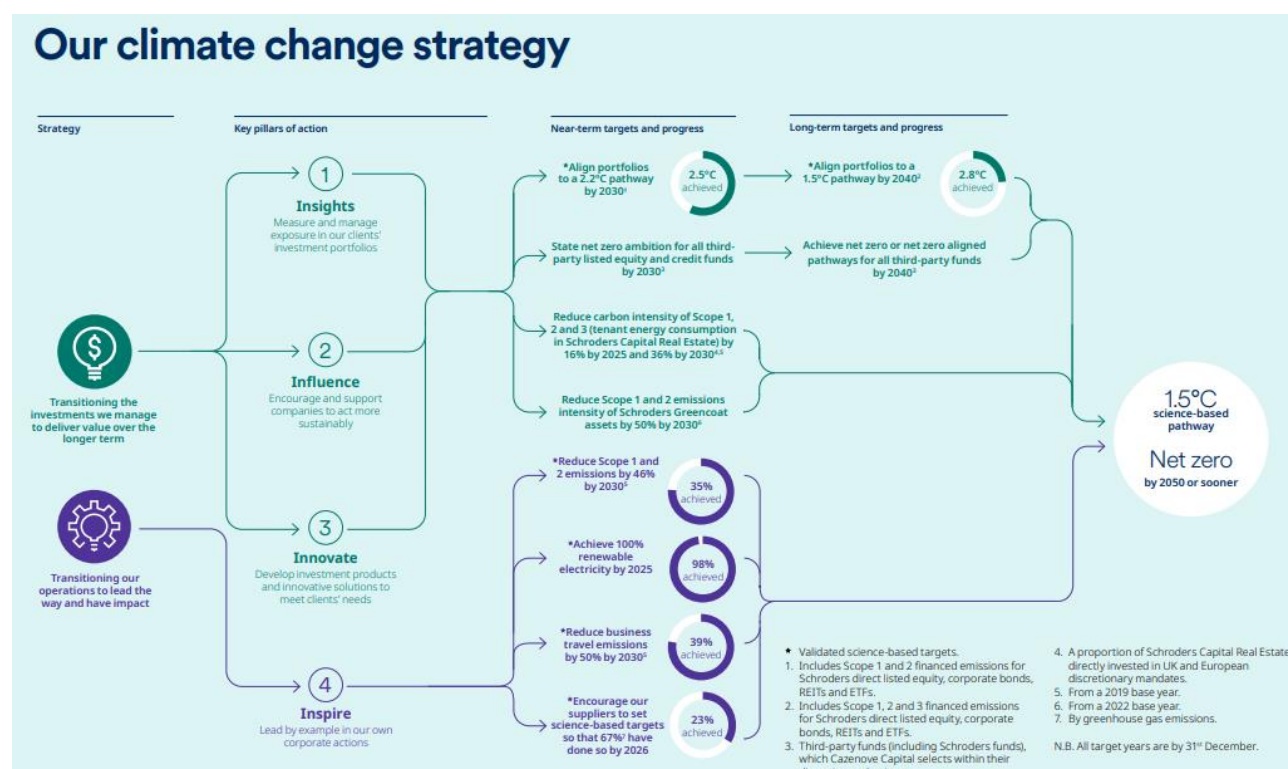 Our climate change strategy
Strategy
Key pillars of action
Near-term targets and progress
Long-term targets and progress
$
Transitioning the
investments we manage
to deliver value over the
longer term
Transitioning our
operations to lead the
way and have impact
1
Insights
Measure and manage
exposure in our clients'
investment portfolios
2
Influence
Encourage and support
companies to act more
sustainably
3
Innovate
Develop investment products
and innovative solutions to
meet clients' needs
4
Inspire
Lead by example in our own
corporate actions
*Align portfolios
to a 2.2°C pathway
by 2030¹
2.5°C
achieved
State net zero ambition for all third-
party listed equity and credit funds
by 2030³
Reduce carbon intensity of Scope 1,
2 and 3 (tenant energy consumption
in Schroders Capital Real Estate) by
16% by 2025 and 36% by 2030⁴,⁵
Reduce Scope 1 and 2 emissions
intensity of Schroders Greencoat
assets by 50% by 2030⁶
*Reduce Scope 1 and
2 emissions by 46%
by 2030⁵
35%
achieved
*Achieve 100%
renewable
electricity by 2025
98%
achieved
*Reduce business
travel emissions
by 50% by 2030⁵
39%
achieved
*Encourage our
suppliers to set
science-based targets
so that 67%⁷ have
done so by 2026
23%
achieved
*Align portfolios to a
1.5°C pathway by 2040²
2.8°C
achieved
Achieve net zero or net zero aligned
pathways for all third-party funds
by 2040³
1.5°C
science-based
pathway
Net zero
by 2050 or sooner
* Validated science-based targets.
1. Includes Scope 1 and 2 financed emissions for
Schroders direct listed equity, corporate bonds,
REITs and ETFs.
2. Includes Scope 1, 2 and 3 financed emissions
for Schroders direct listed equity, corporate
bonds, REITs and ETFs.
3. Third-party funds (including Schroders funds),
which Cazenove Capital selects within their
4. A proportion of Schroders Capital Real Estate
directly invested in UK and European
discretionary mandates.
5. From a 2019 base year.
6. From a 2022 base year.
7. By greenhouse gas emissions.
N.B. All target years are by 31st December.